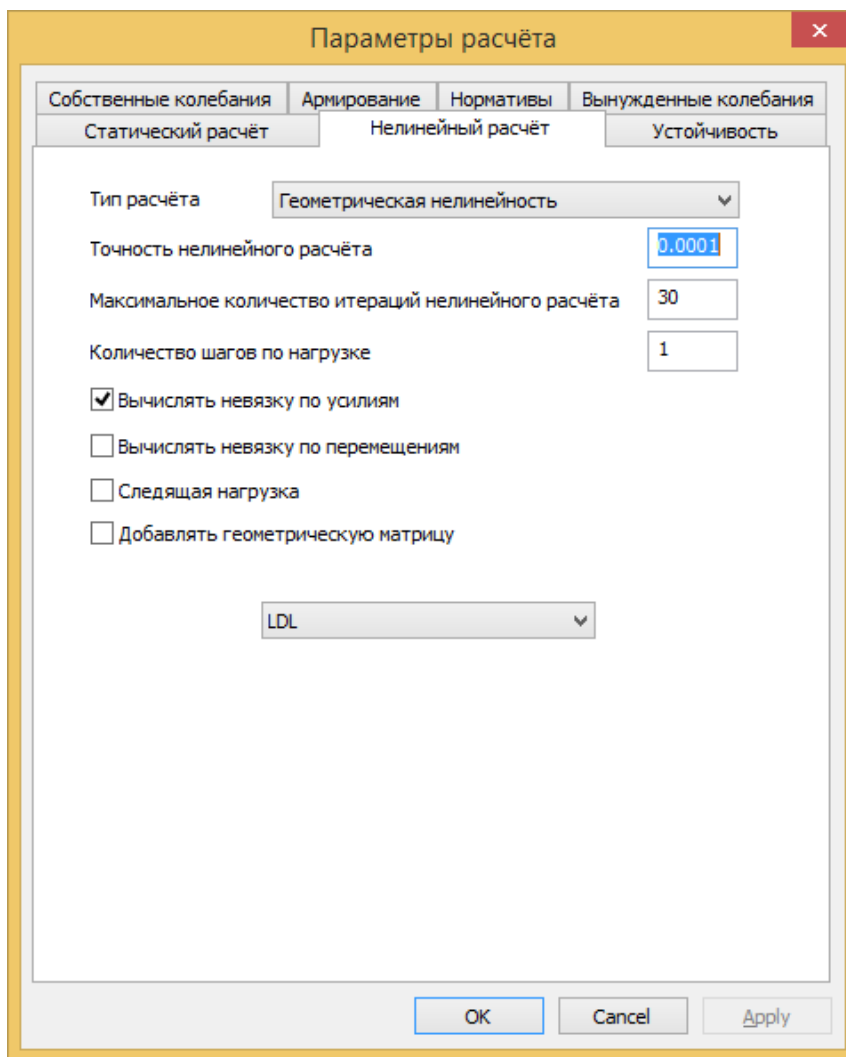 Параметры расчёта
Собственные колебания Армирование Нормативы Вынужденные колебания
Статический расчёт Нелинейный расчёт Устойчивость
Тип расчёта Геометрическая нелинейность
Точность нелинейного расчёта 0.0001
Максимальное количество итераций нелинейного расчёта 30
Количество шагов по нагрузке 1
Вычислять невязку по усилиям
Вычислять невязку по перемещениям
Следящая нагрузка
Добавлять геометрическую матрицу
LDL
OK Cancel Apply